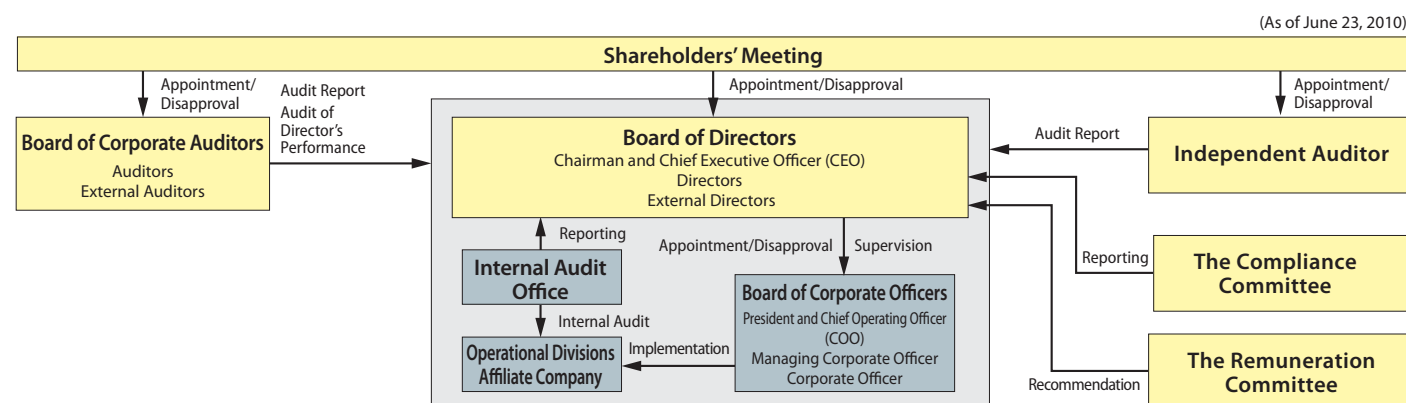 (As of June 23, 2010)
Shareholders' Meeting
Appointment/
Disapproval
Audit Report
Audit of
Director's
Performance
Appointment/Disapproval
Appointment/
Disapproval
Board of Corporate Auditors
Auditors
External Auditors
Board of Directors
Chairman and Chief Executive Officer (CEO)
Directors
External Directors
Audit Report
Independent Auditor
Reporting
Appointment/Disapproval
Supervision
Internal Audit
Office
Board of Corporate Officers
President and Chief Operating Officer
(COO)
Managing Corporate Officer
Corporate Officer
Reporting
The Compliance
Committee
Internal Audit
Operational Divisions
Affiliate Company
Implementation
Recommendation
The Remuneration
Committee